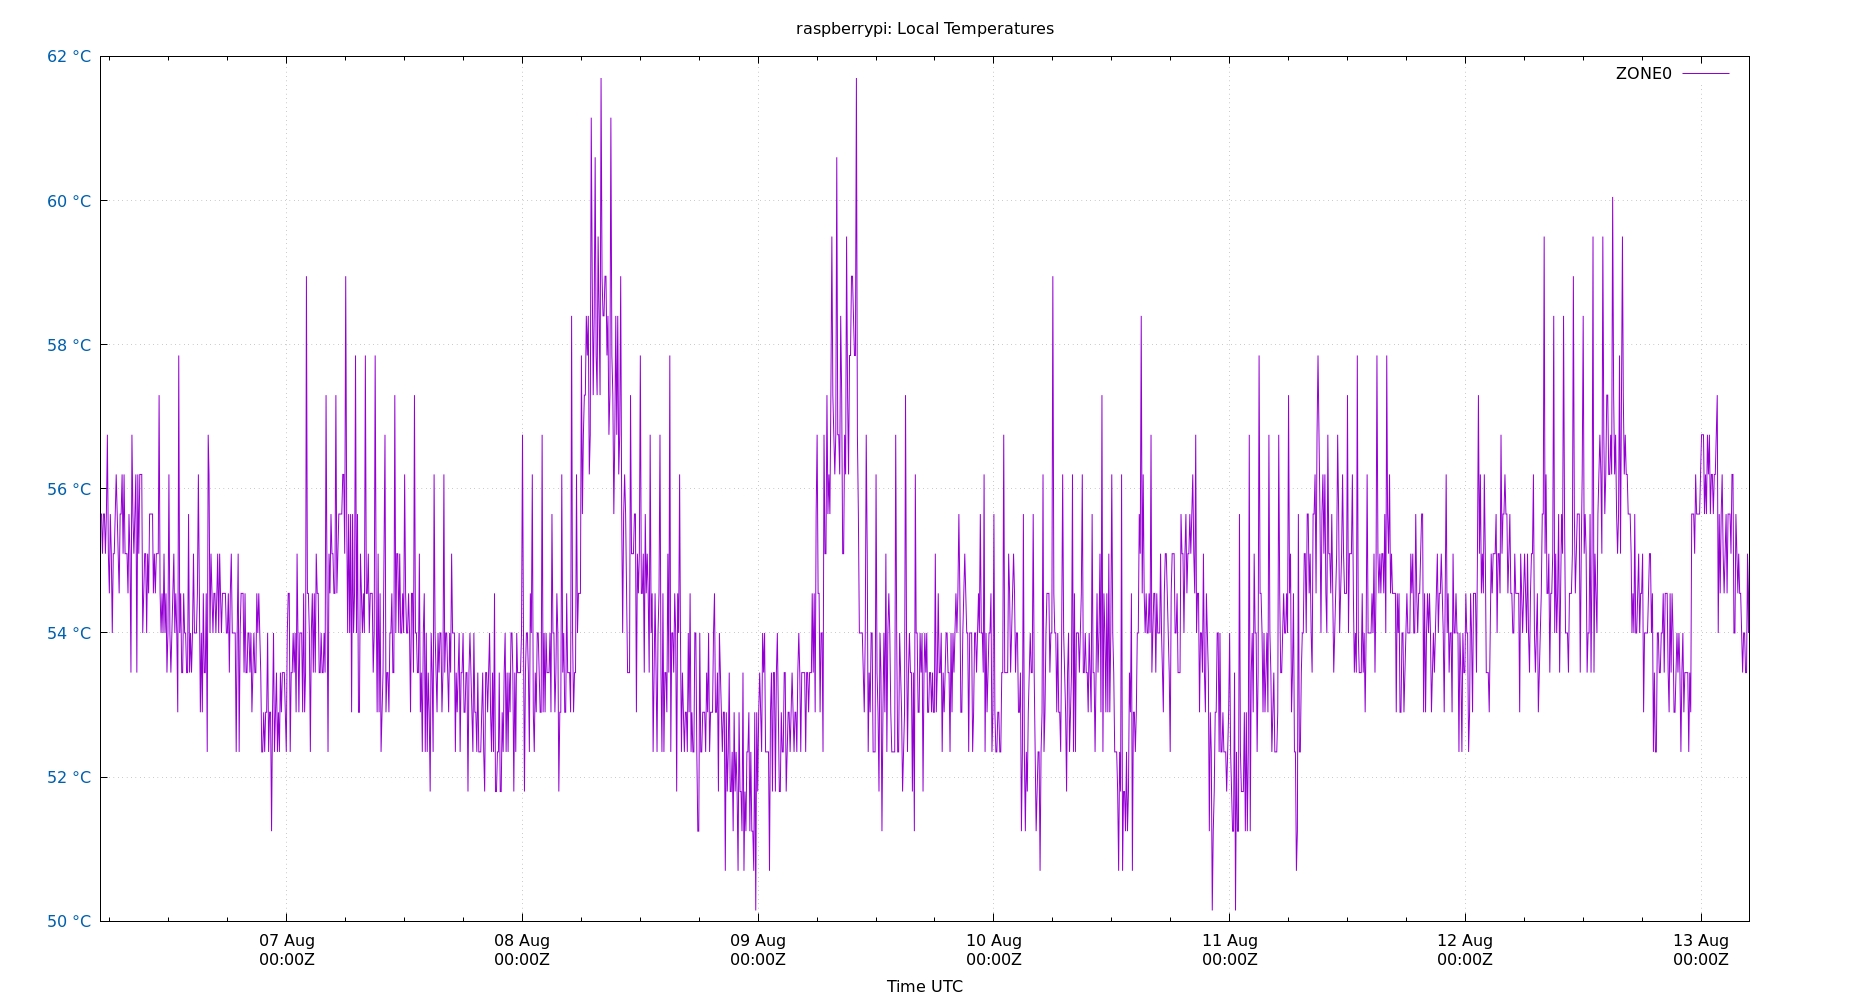 raspberrypi: Local Temperatures
62 °C
ZONE0
60 °C
58 °C
56 °C
54 °C
52 °C
50 °C
07 Aug 08 Aug 09 Aug 10 Aug 11 Aug 12 Aug 13 Aug
00:00Z 00:00Z 00:00Z 00:00Z 00:00Z 00:00Z 00:00Z
Time UTC